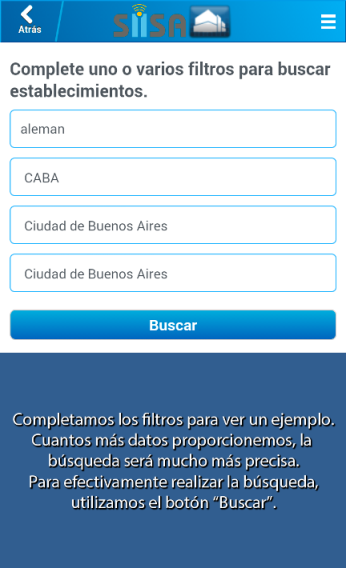 Atrás
SIISA
Complete uno o varios filtros para buscar
establecimientos.
aleman
CABA
Ciudad de Buenos Aires
Ciudad de Buenos Aires
Buscar
Completamos los filtros para ver un ejemplo.
Cuantos más datos proporcionemos, la
búsqueda será mucho más precisa.
Para efectivamente realizar la búsqueda,
utilizamos el botón “Buscar”.